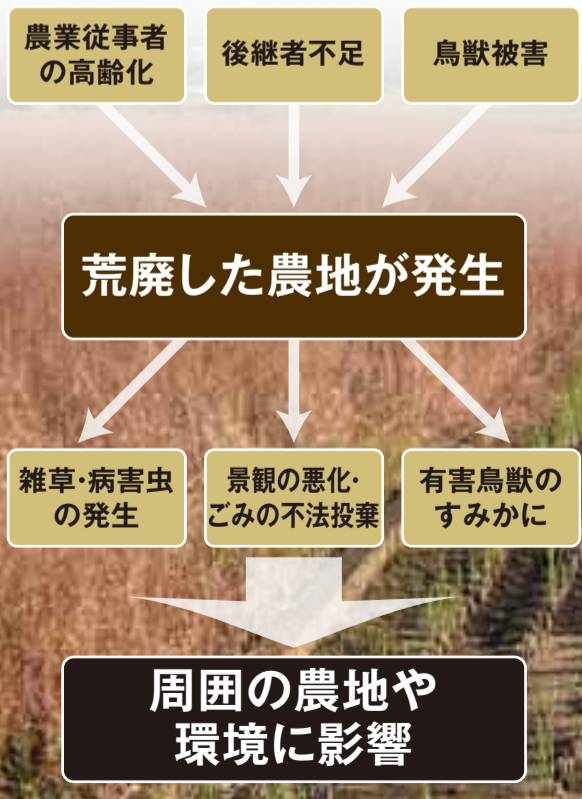 農業従事者
の高齢化
後継者不足
鳥獣被害
荒廃した農地が発生
雑草・病害虫
の発生
景観の悪化・
ごみの不法投棄
有害鳥獣の
すみかに
周囲の農地や
環境に影響